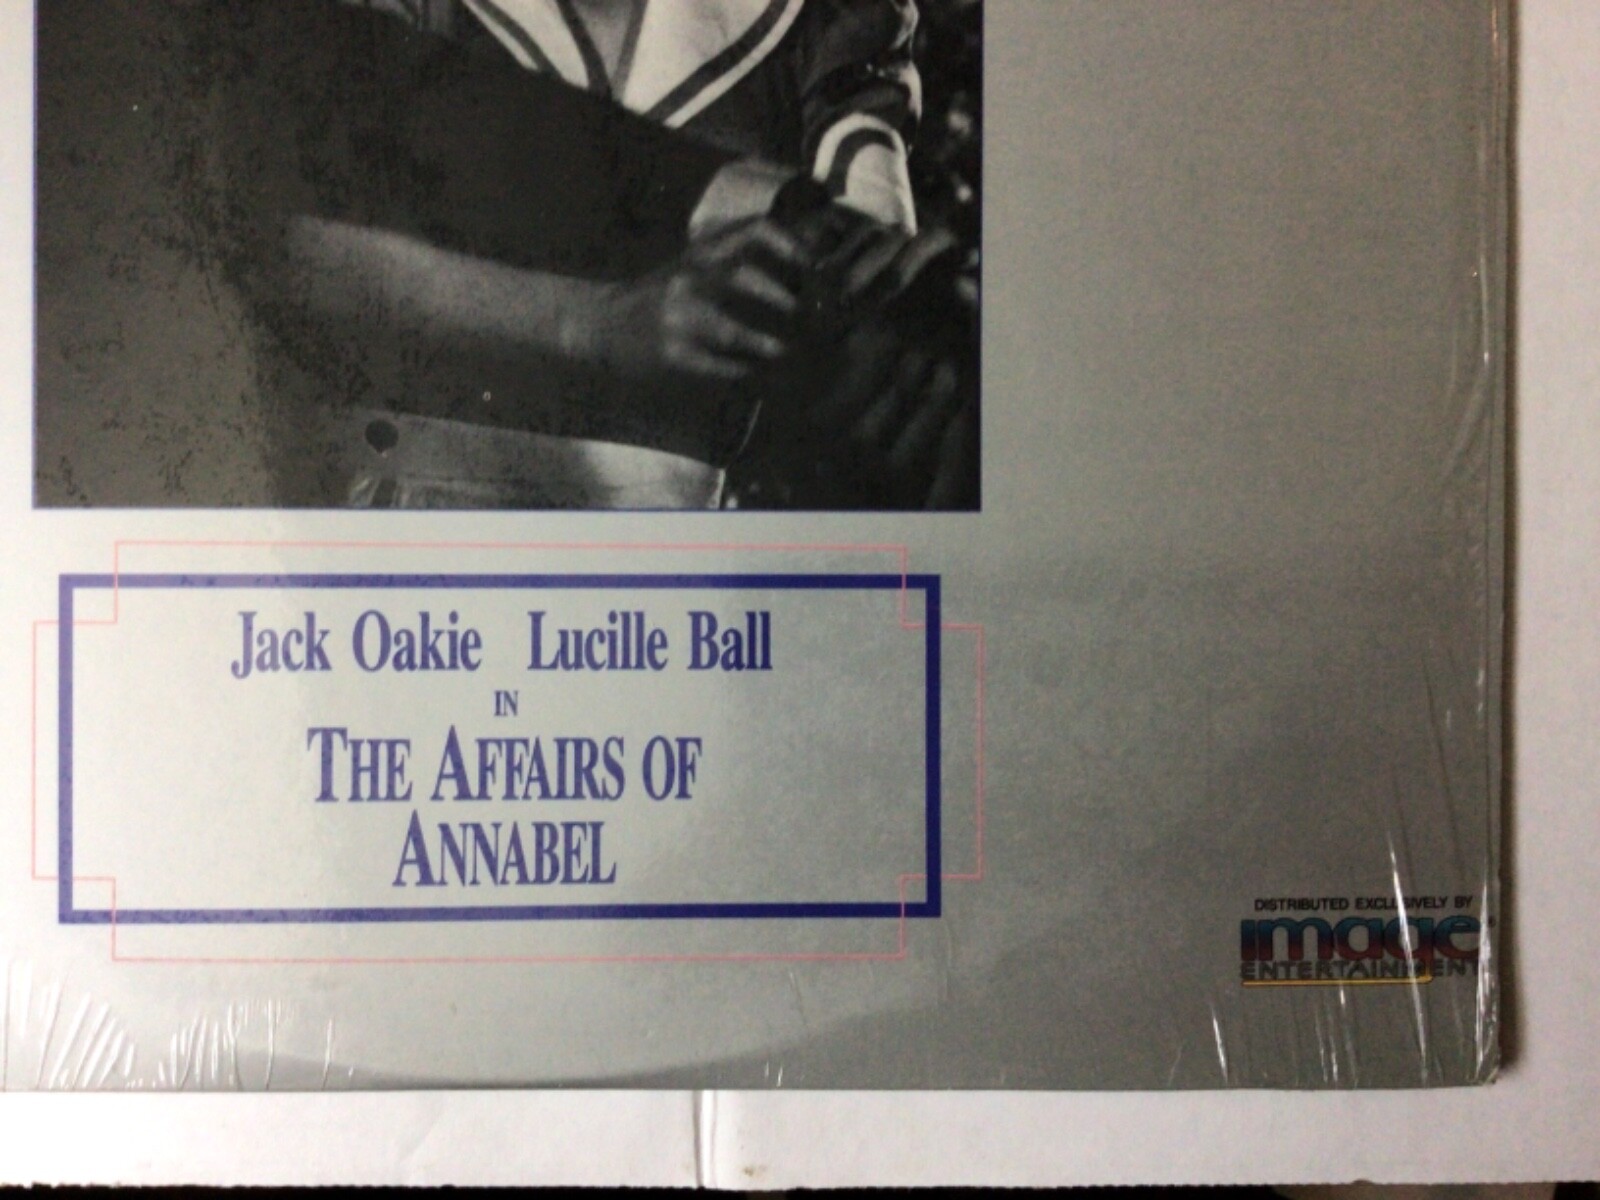 Jack Oakie Lucille Ball
IN
THE AFFAIRS OF
ANNABEL
DISTRIBUTED EXCLUSIVELY BY
image
ENTERTAINMENT